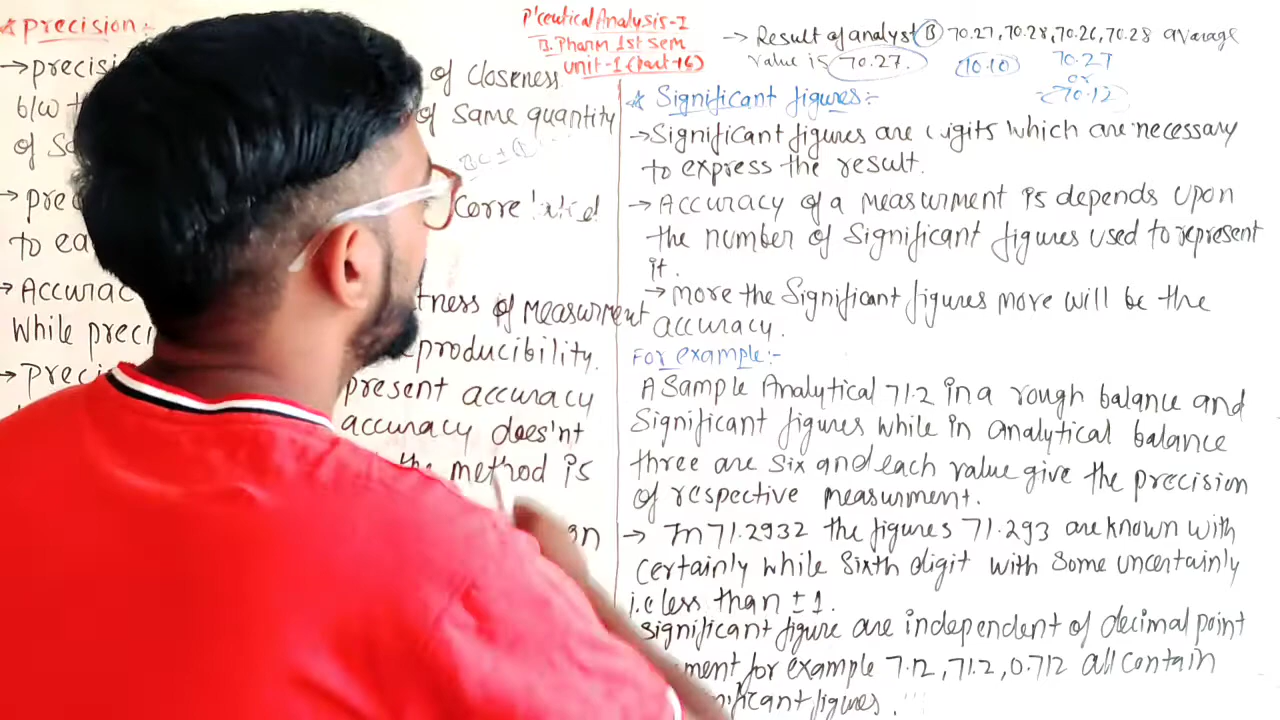 * Precision:-
→ precisi
of closeness
b/w t
of same quantity
of Sa
→ pre
to ea
→ Accurac
tness of measurment
While preci
producibility.
→ Preci
present accuracy
accuracy does'nt
the method is
P'ceutical Analysis-I
B. Pharm 1st sem
Unit-1 (Part-16)
→ Result of analyst B 70.27, 70.28, 70.26, 70.28 avarage
value is 70.27. 70.10 70.27
or
70.12
* Significant figures:-
→ Significant figures are digits which are necessary
to express the result.
→ Accuracy of a measurment is depends upon
the number of significant figures used to represent
it.
→ more the significant figures more will be the
accuracy.
For example:-
A Sample Analytical 71.2 in a rough balance and
Significant figures while in analytical balance
three are six and each value give the precision
of respective measurment.
→ In 71.2932 the figures 71.293 are known with
certainly while sixth digit with some uncertainly
i.e less than ±1.
Significant figure are independent of decimal point
ment for example 7.12, 71.2, 0.712 all contain
nificant figures.